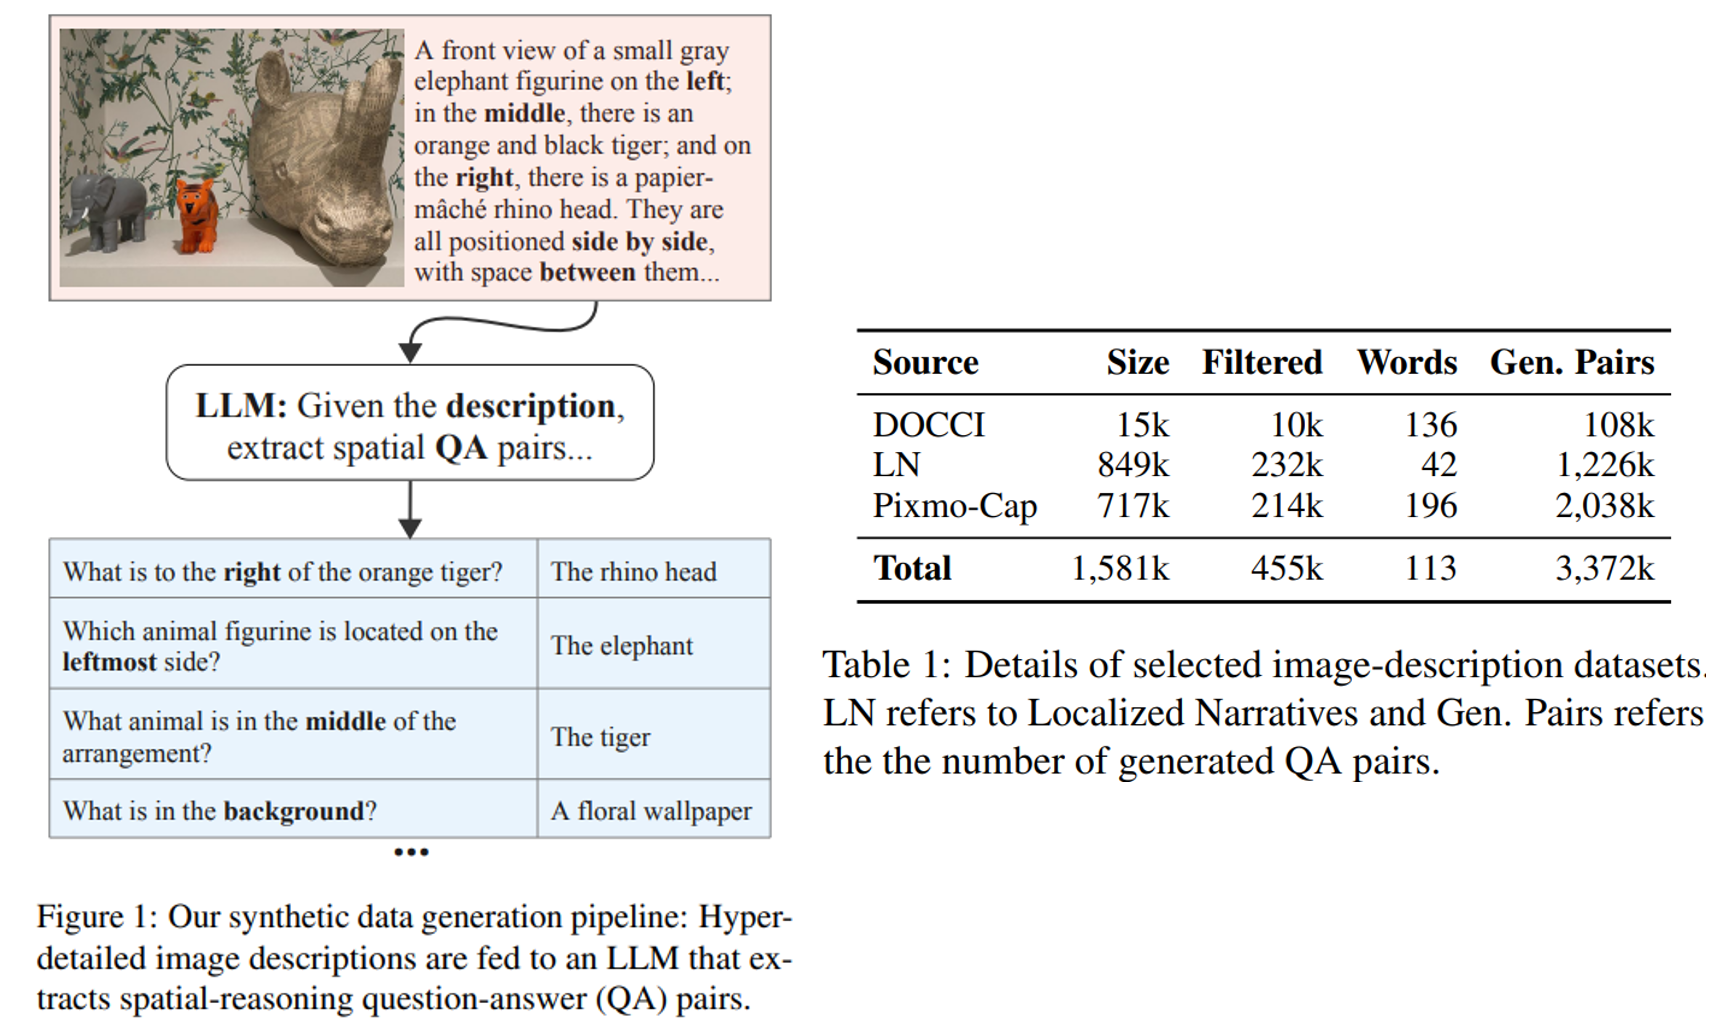 A front view of a small gray
elephant figurine on the left;
in the middle, there is an
orange and black tiger; and on
the right, there is a papier-
mâché rhino head. They are
all positioned side by side,
with space between them...
LLM: Given the description,
extract spatial QA pairs...
What is to the right of the orange tiger? The rhino head
Which animal figurine is located on the
leftmost side?
The elephant
What animal is in the middle of the
arrangement?
The tiger
What is in the background? A floral wallpaper
...
Figure 1: Our synthetic data generation pipeline: Hyper-
detailed image descriptions are fed to an LLM that ex-
tracts spatial-reasoning question-answer (QA) pairs.
Source Size Filtered Words Gen. Pairs
DOCCI 15k 10k 136 108k
LN 849k 232k 42 1,226k
Pixmo-Cap 717k 214k 196 2,038k
Total 1,581k 455k 113 3,372k
Table 1: Details of selected image-description datasets.
LN refers to Localized Narratives and Gen. Pairs refers
the the number of generated QA pairs.